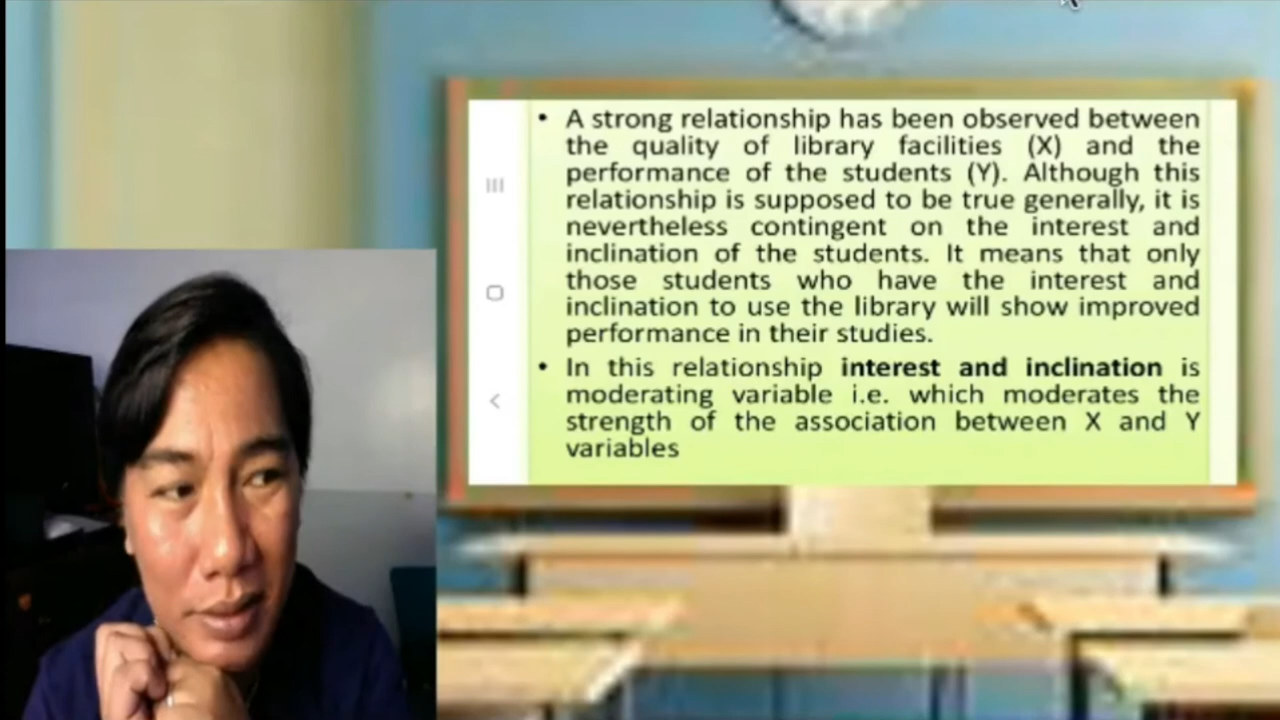 • A strong relationship has been observed between
the quality of library facilities (X) and the
performance of the students (Y). Although this
relationship is supposed to be true generally, it is
nevertheless contingent on the interest and
inclination of the students. It means that only
those students who have the interest and
inclination to use the library will show improved
performance in their studies.
• In this relationship interest and inclination is
moderating variable i.e. which moderates the
strength of the association between X and Y
variables